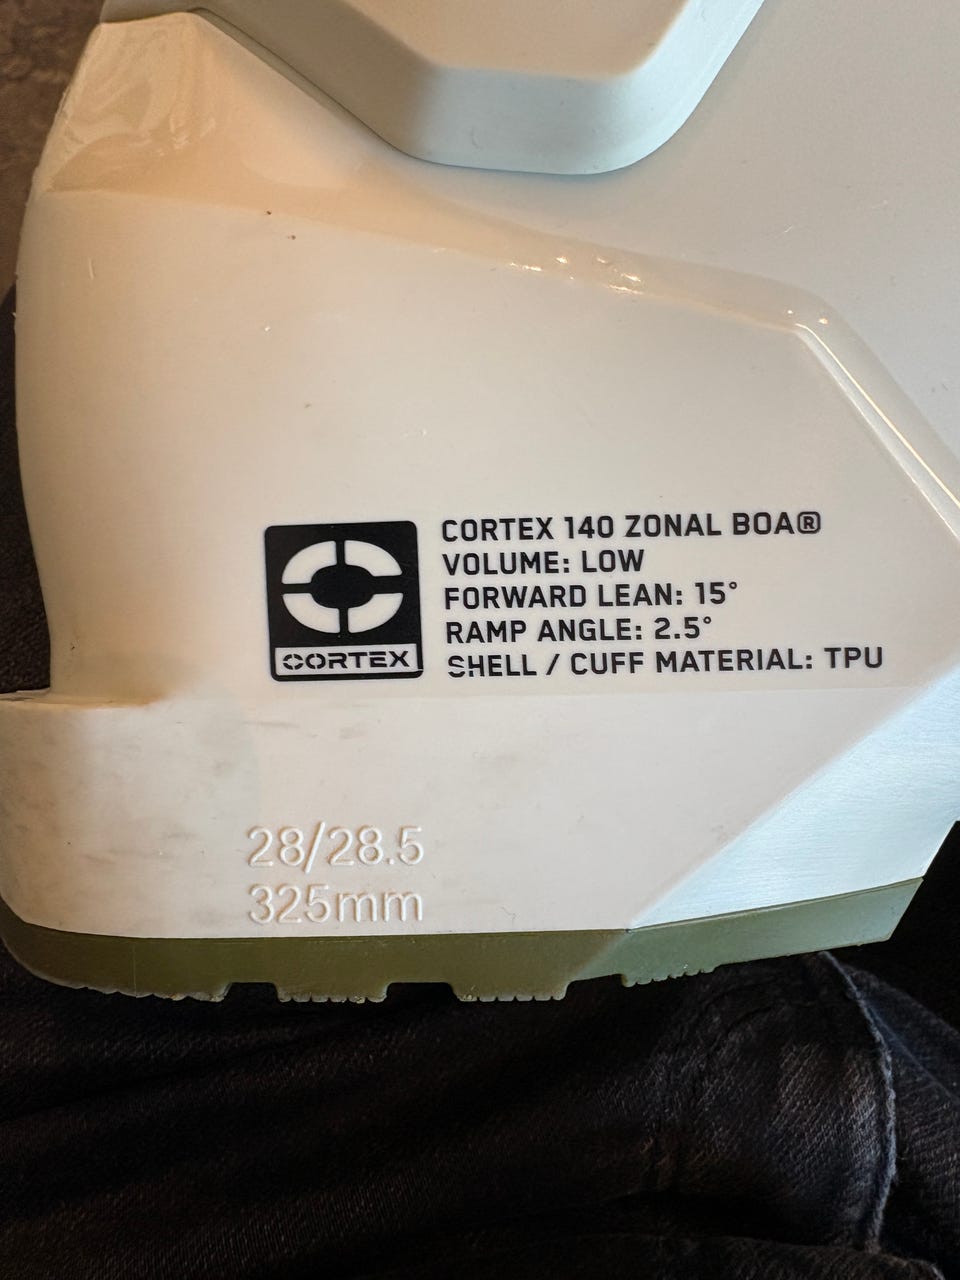 CORTEX 140 ZONAL BOA®
VOLUME: LOW
FORWARD LEAN: 15°
RAMP ANGLE: 2.5°
SHELL / CUFF MATERIAL: TPU
CORTEX
28/28.5
325mm